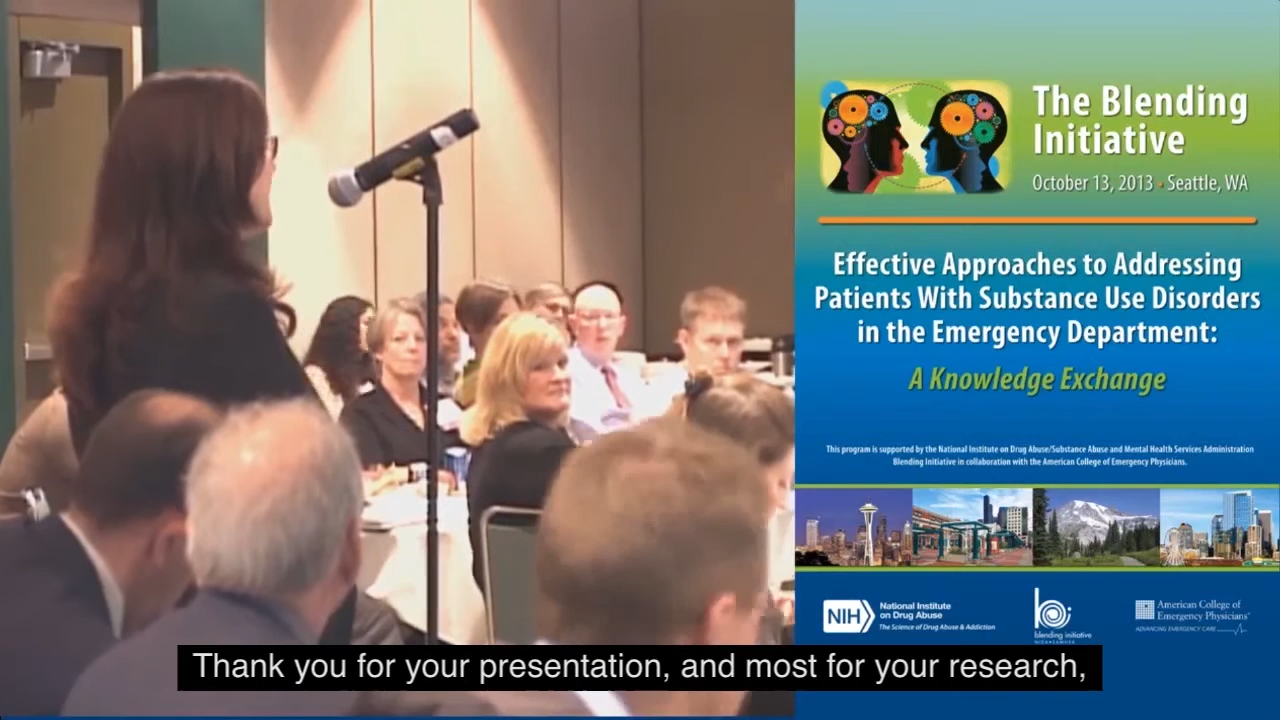 The Blending
Initiative
October 13, 2013 • Seattle, WA
Effective Approaches to Addressing
Patients With Substance Use Disorders
in the Emergency Department:
A Knowledge Exchange
This program is supported by the National Institute on Drug Abuse/Substance Abuse and Mental Health Services Administration
Blending Initiative in collaboration with the American College of Emergency Physicians.
NIH
National Institute
on Drug Abuse
The Science of Drug Abuse & Addiction
blending initiative
NIDA•SAMHSA
American College of
Emergency Physicians®
ADVANCING EMERGENCY CARE
Thank you for your presentation, and most for your research,